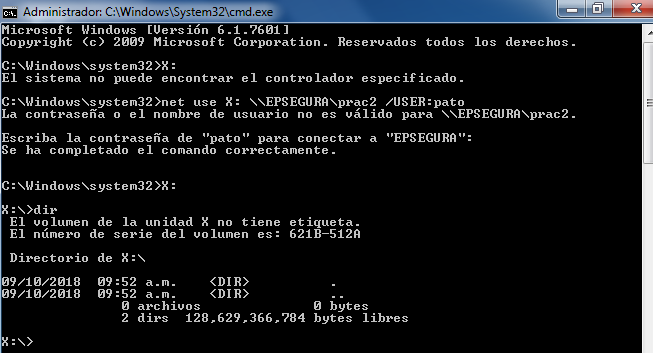 Administrador: C:\Windows\System32\cmd.exe
Microsoft Windows [Versión 6.1.7601]
Copyright (c) 2009 Microsoft Corporation. Reservados todos los derechos.
C:\Windows\system32>X:
El sistema no puede encontrar el controlador especificado.
C:\Windows\system32>net use X: \\EPSEGURA\prac2 /USER:pato
La contraseña o el nombre de usuario no es válido para \\EPSEGURA\prac2.
Escriba la contraseña de "pato" para conectar a "EPSEGURA":
Se ha completado el comando correctamente.
C:\Windows\system32>X:
X:\>dir
El volumen de la unidad X no tiene etiqueta.
El número de serie del volumen es: 621B-512A
Directorio de X:\
09/10/2018  09:52 a.m.    <DIR>          .
09/10/2018  09:52 a.m.    <DIR>          ..
0 archivos              0 bytes
2 dirs  128,629,366,784 bytes libres
X:\>